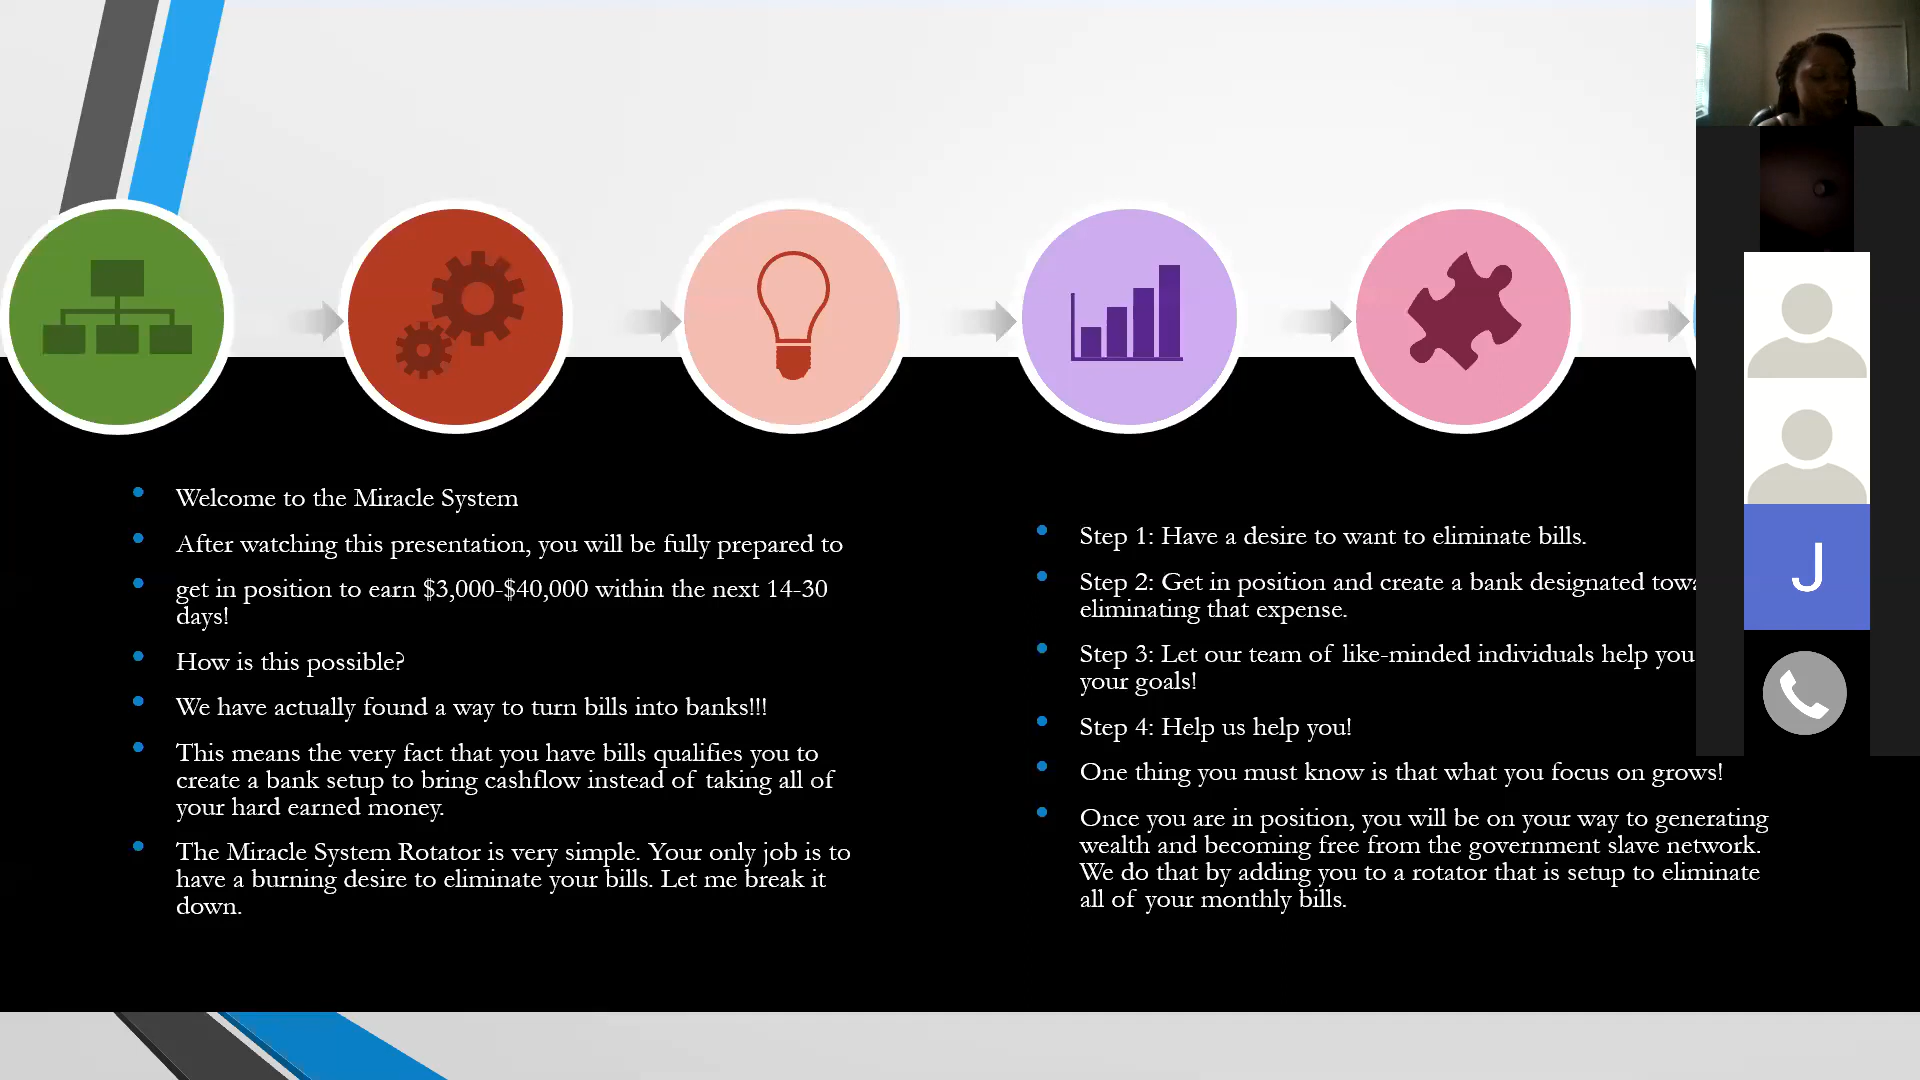 Welcome to the Miracle System
After watching this presentation, you will be fully prepared to
get in position to earn $3,000-$40,000 within the next 14-30
days!
How is this possible?
We have actually found a way to turn bills into banks!!!
This means the very fact that you have bills qualifies you to
create a bank setup to bring cashflow instead of taking all of
your hard earned money.
The Miracle System Rotator is very simple. Your only job is to
have a burning desire to eliminate your bills. Let me break it
down.
Step 1: Have a desire to want to eliminate bills.
Step 2: Get in position and create a bank designated
eliminating that expense.
Step 3: Let our team of like-minded individuals help you
your goals!
Step 4: Help us help you!
One thing you must know is that what you focus on grows!
Once you are in position, you will be on your way to generating
wealth and becoming free from the government slave network.
We do that by adding you to a rotator that is setup to eliminate
all of your monthly bills.
J